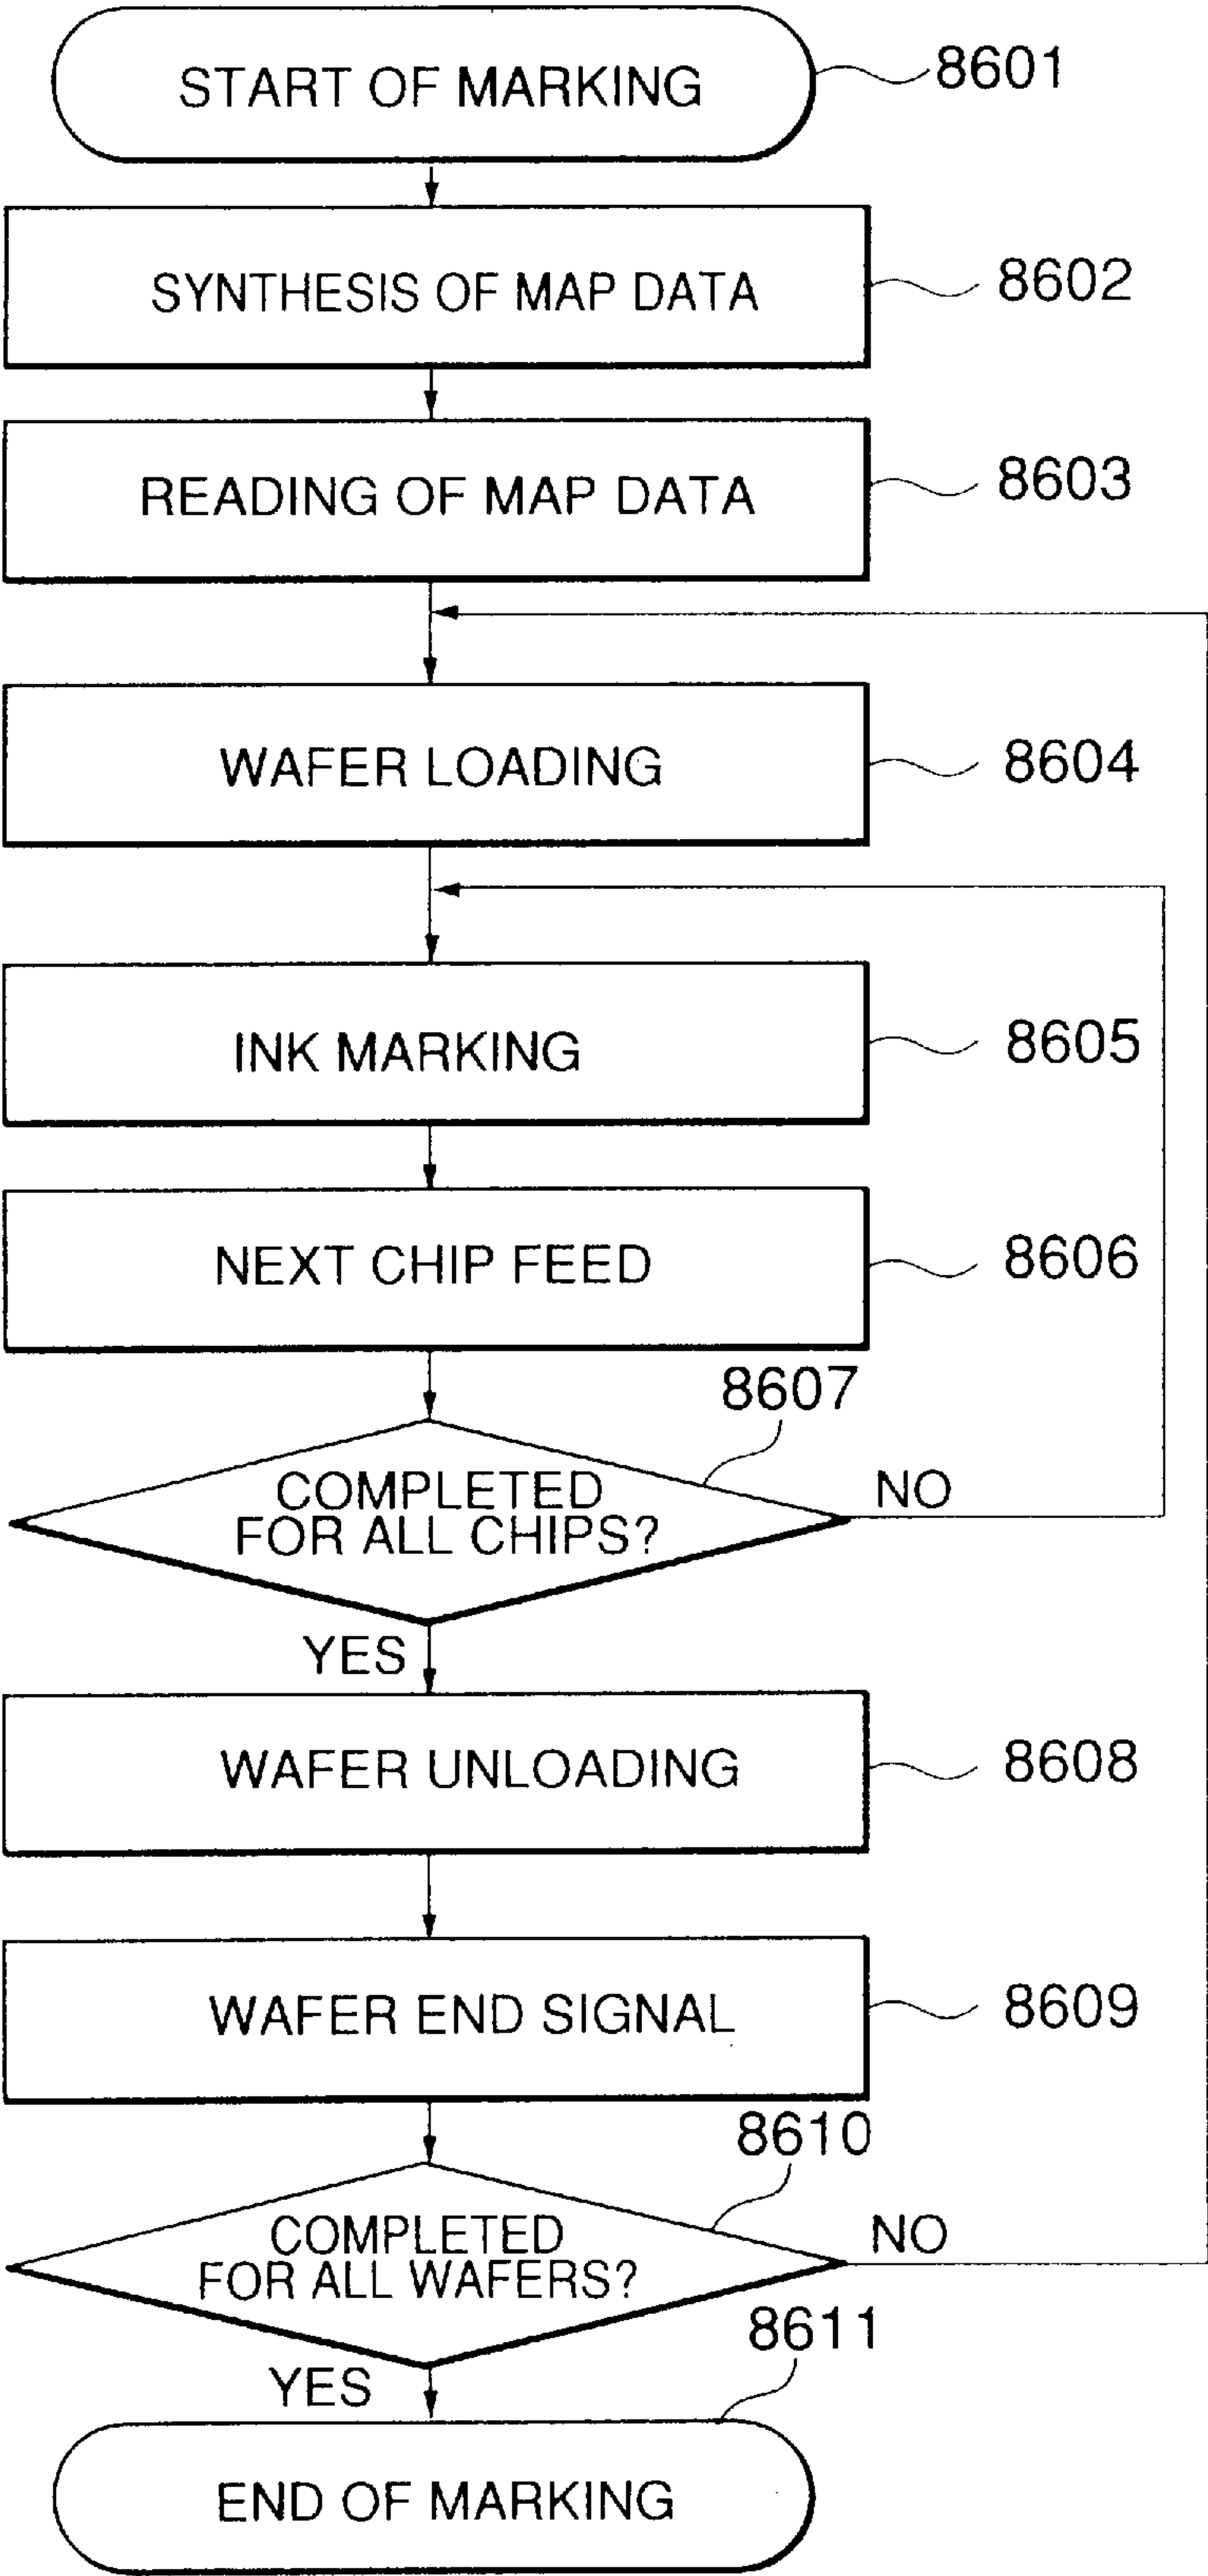 START OF MARKING
8601
SYNTHESIS OF MAP DATA
8602
READING OF MAP DATA
8603
WAFER LOADING
8604
INK MARKING
8605
NEXT CHIP FEED
8606
8607
COMPLETED
FOR ALL CHIPS?
NO
YES
WAFER UNLOADING
8608
WAFER END SIGNAL
8609
8610
COMPLETED
FOR ALL WAFERS?
NO
8611
YES
END OF MARKING